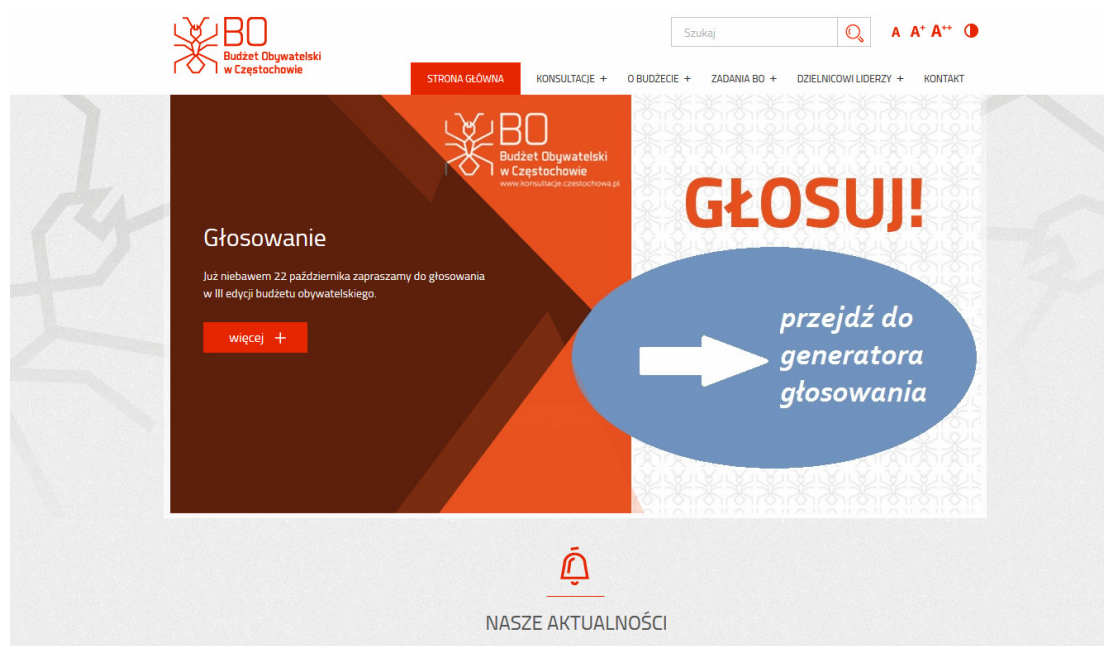 BO
Budżet Obywatelski
w Częstochowie
Szukaj
A A+ A++
STRONA GŁÓWNA KONSULTACJE + O BUDŻECIE + ZADANIA BO + DZIELNICOWI LIDERZY + KONTAKT
BO
Budżet Obywatelski
w Częstochowie
www.konsultacje.czestochowa.pl
GŁOSUJ!
Głosowanie
Już niebawem 22 października zapraszamy do głosowania
w III edycji budżetu obywatelskiego.
więcej +
przejdź do
generatora
głosowania
NASZE AKTUALNOŚCI